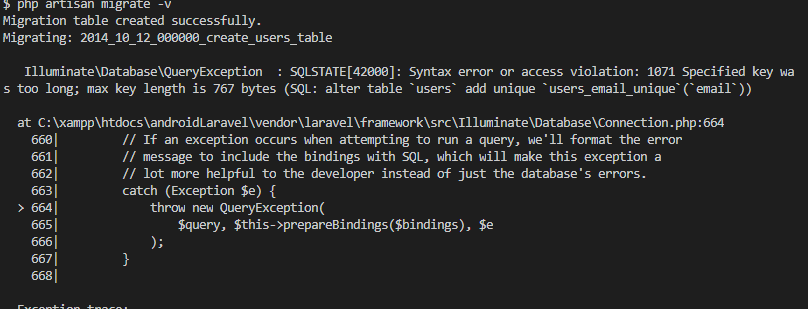 $ php artisan migrate -v
Migration table created successfully.
Migrating: 2014_10_12_000000_create_users_table
Illuminate\Database\QueryException  : SQLSTATE[42000]: Syntax error or access violation: 1071 Specified key wa
s too long; max key length is 767 bytes (SQL: alter table `users` add unique `users_email_unique`(`email`))
at C:\xampp\htdocs\androidLaravel\vendor\laravel\framework\src\Illuminate\Database\Connection.php:664
660|         // If an exception occurs when attempting to run a query, we'll format the error
661|         // message to include the bindings with SQL, which will make this exception a
662|         // lot more helpful to the developer instead of just the database's errors.
663|         catch (Exception $e) {
> 664|             throw new QueryException(
665|                 $query, $this->prepareBindings($bindings), $e
666|             );
667|         }
668|
Exception trace: